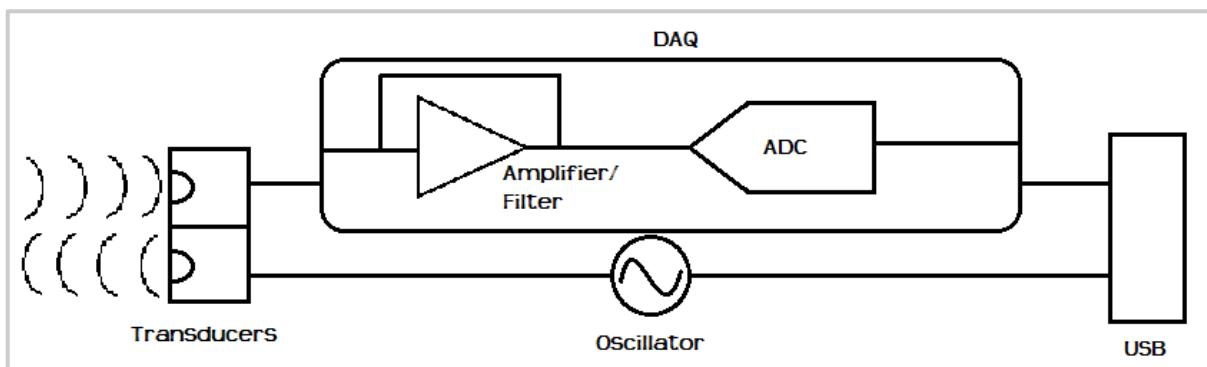 DAQ
ADC
Amplifier/
Filter
Transducers
Oscillator
USB